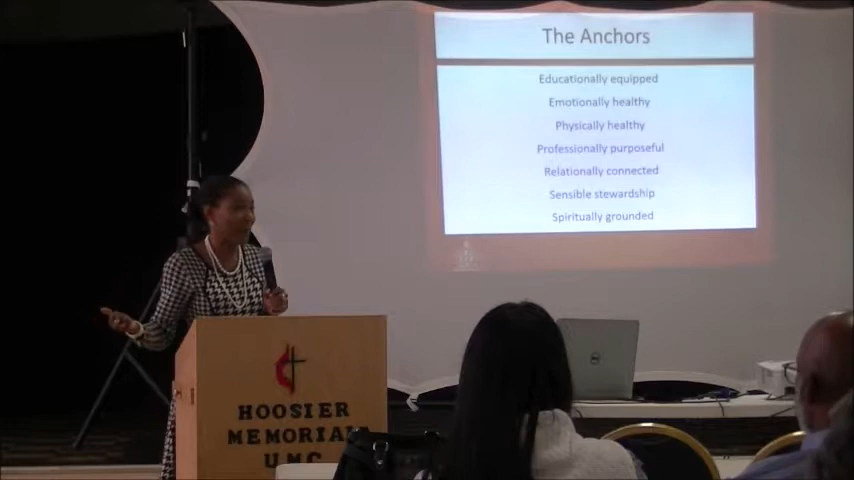 The Anchors
Educationally equipped
Emotionally healthy
Physically healthy
Professionally purposeful
Relationally connected
Sensible stewardship
Spiritually grounded
HOOSIER
MEMORIAL
UMC